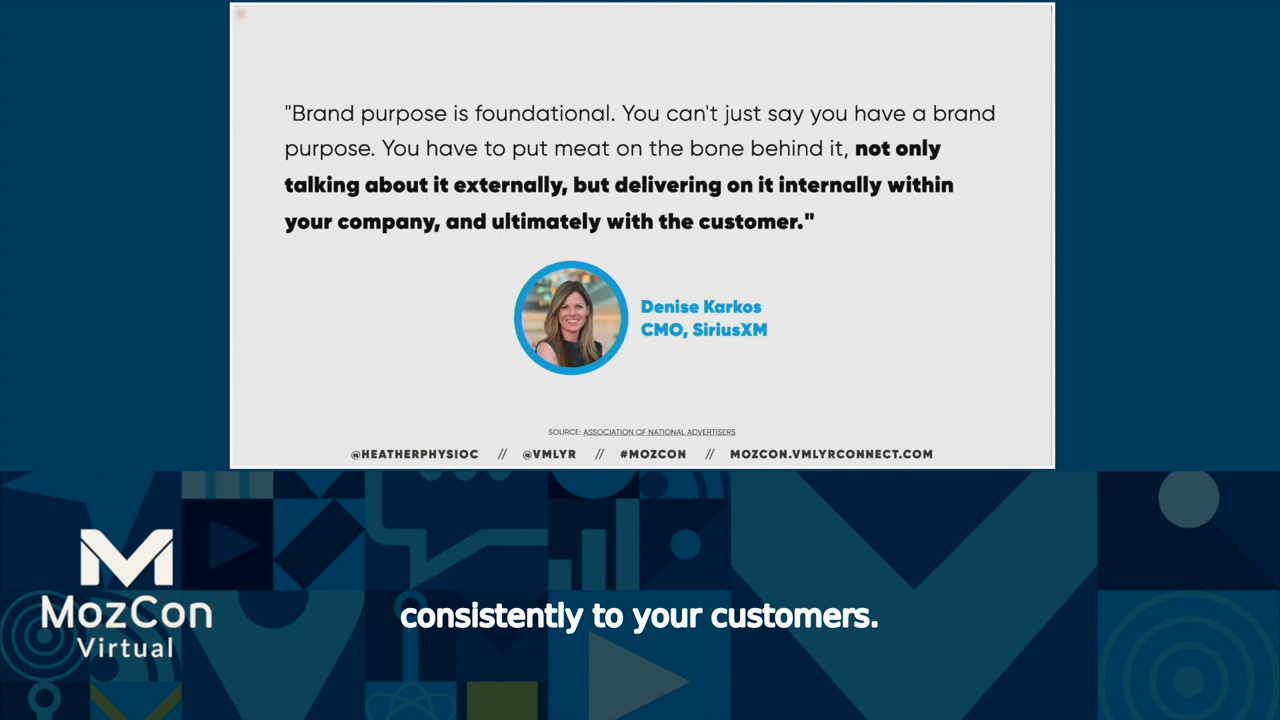 "Brand purpose is foundational. You can't just say you have a brand
purpose. You have to put meat on the bone behind it, not only
talking about it externally, but delivering on it internally within
your company, and ultimately with the customer."
Denise Karkos
CMO, SiriusXM
SOURCE: ASSOCIATION OF NATIONAL ADVERTISERS
@HEATHERPHYSIOC // @VMLYR // #MOZCON // MOZCON.VMLYRCONNECT.COM
MozCon
Virtual
consistently to your customers.